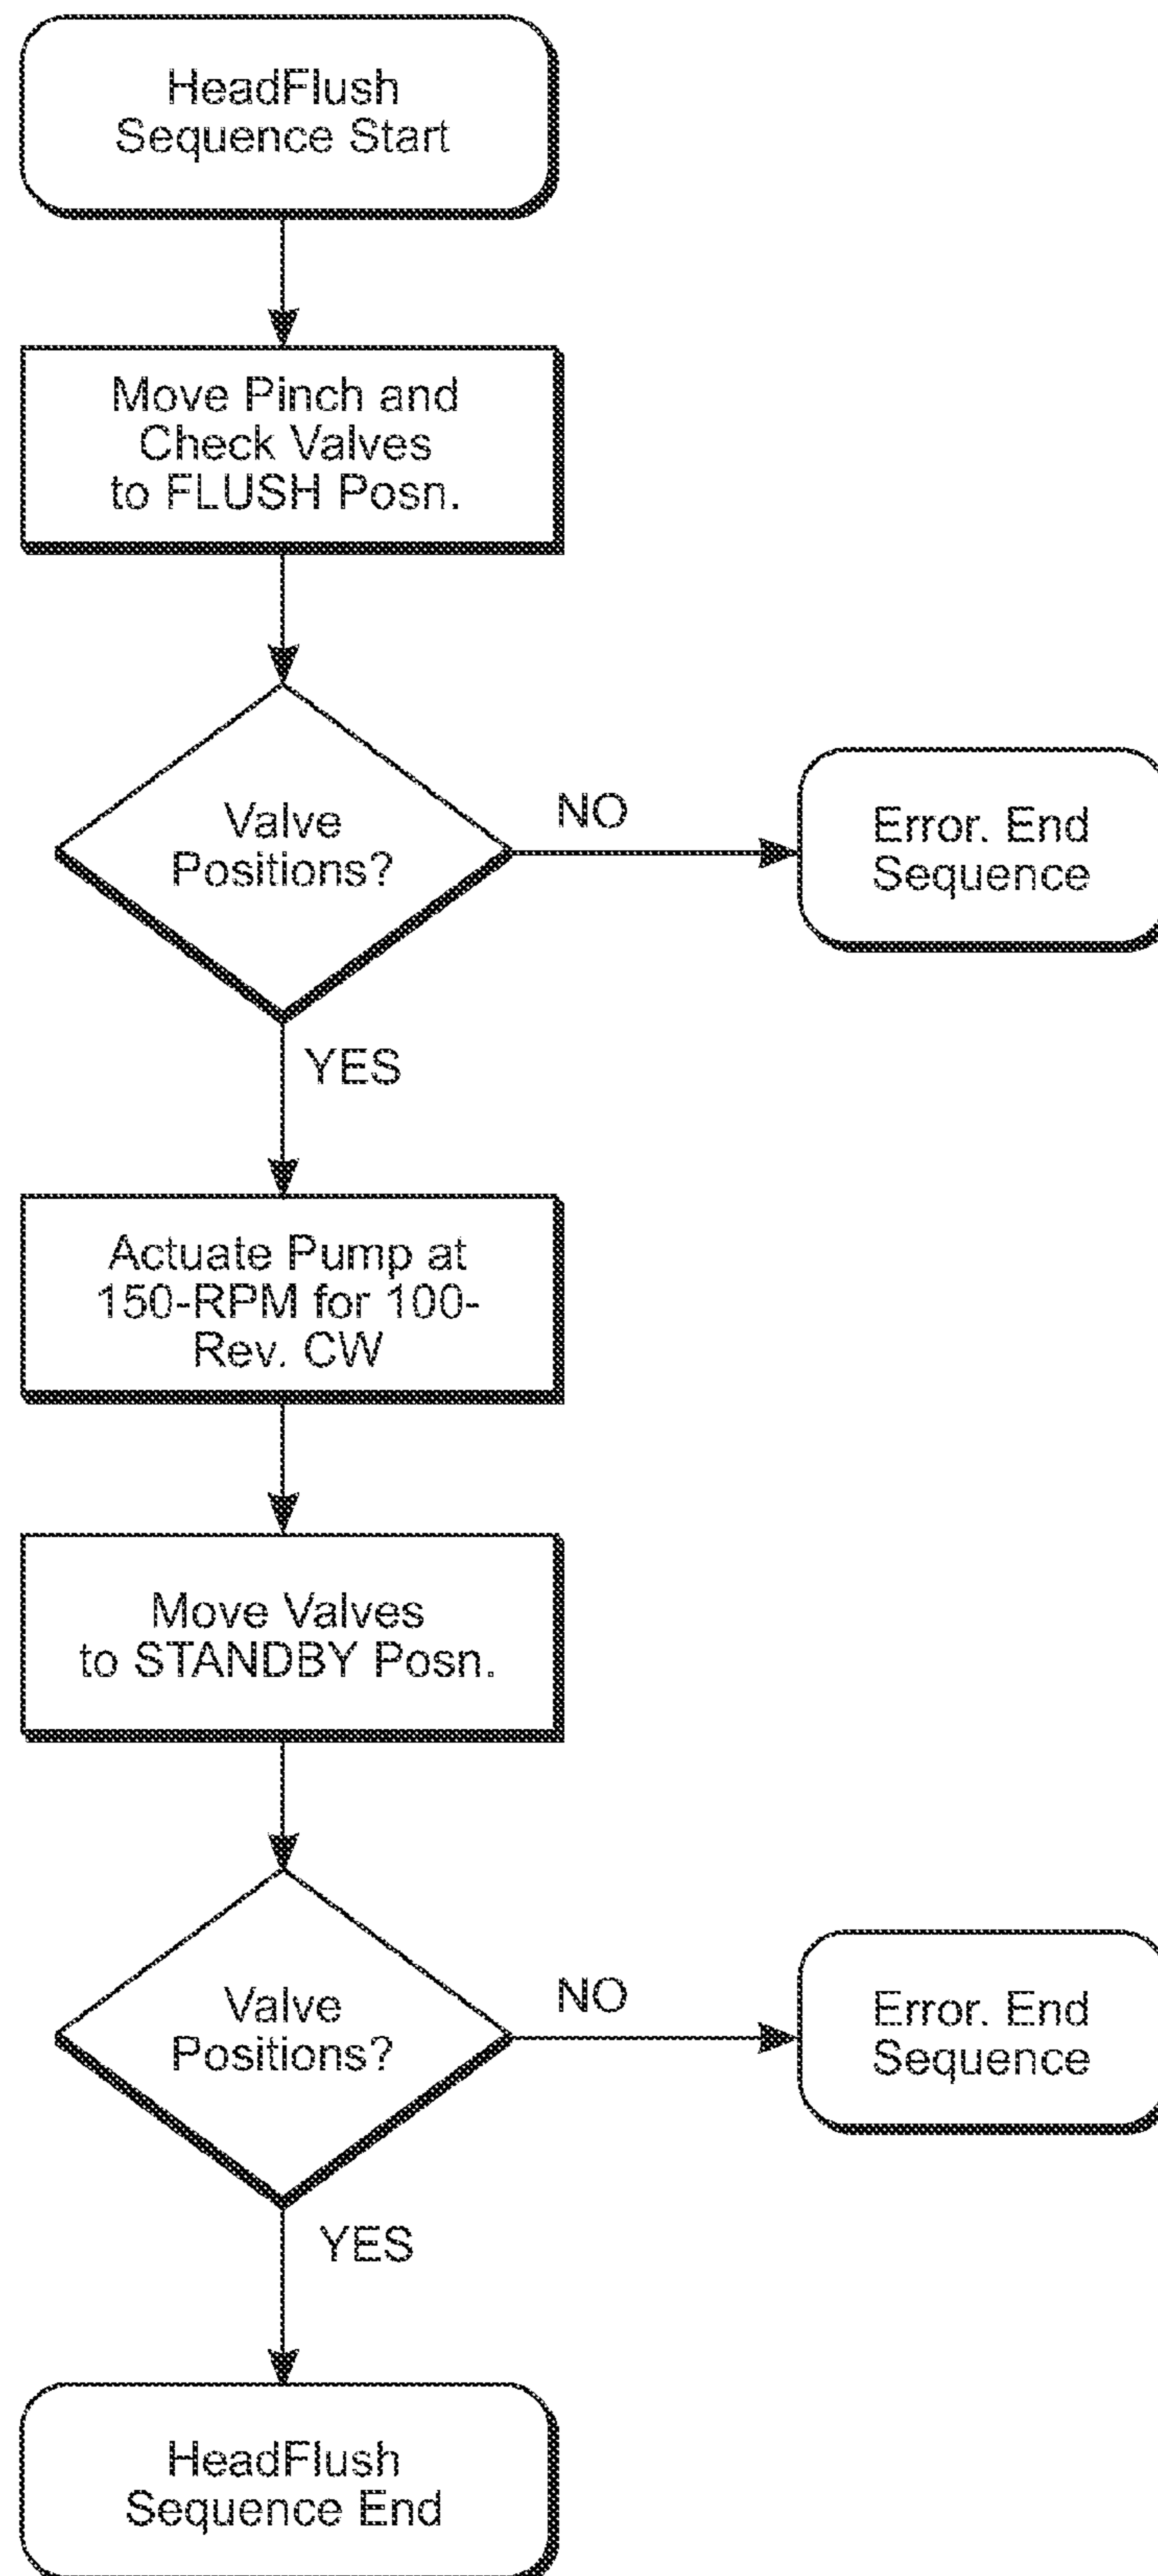 HeadFlush
Sequence Start
Move Pinch and
Check Valves
to FLUSH Posn.
Valve
Positions?
NO
Error. End
Sequence
YES
Actuate Pump at
150-RPM for 100-
Rev. CW
Move Valves
to STANDBY Posn.
Valve
Positions?
NO
Error. End
Sequence
YES
HeadFlush
Sequence End